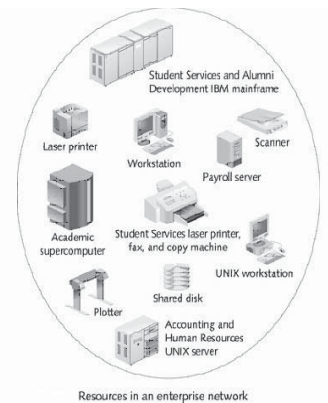 Student Services and Alumni
Development IBM mainframe
Laser printer
Workstation
Scanner
Payroll server
Academic
supercomputer
Student Services laser printer,
fax, and copy machine
UNIX workstation
Plotter
Shared disk
Accounting and
Human Resources
UNIX server
Resources in an enterprise network